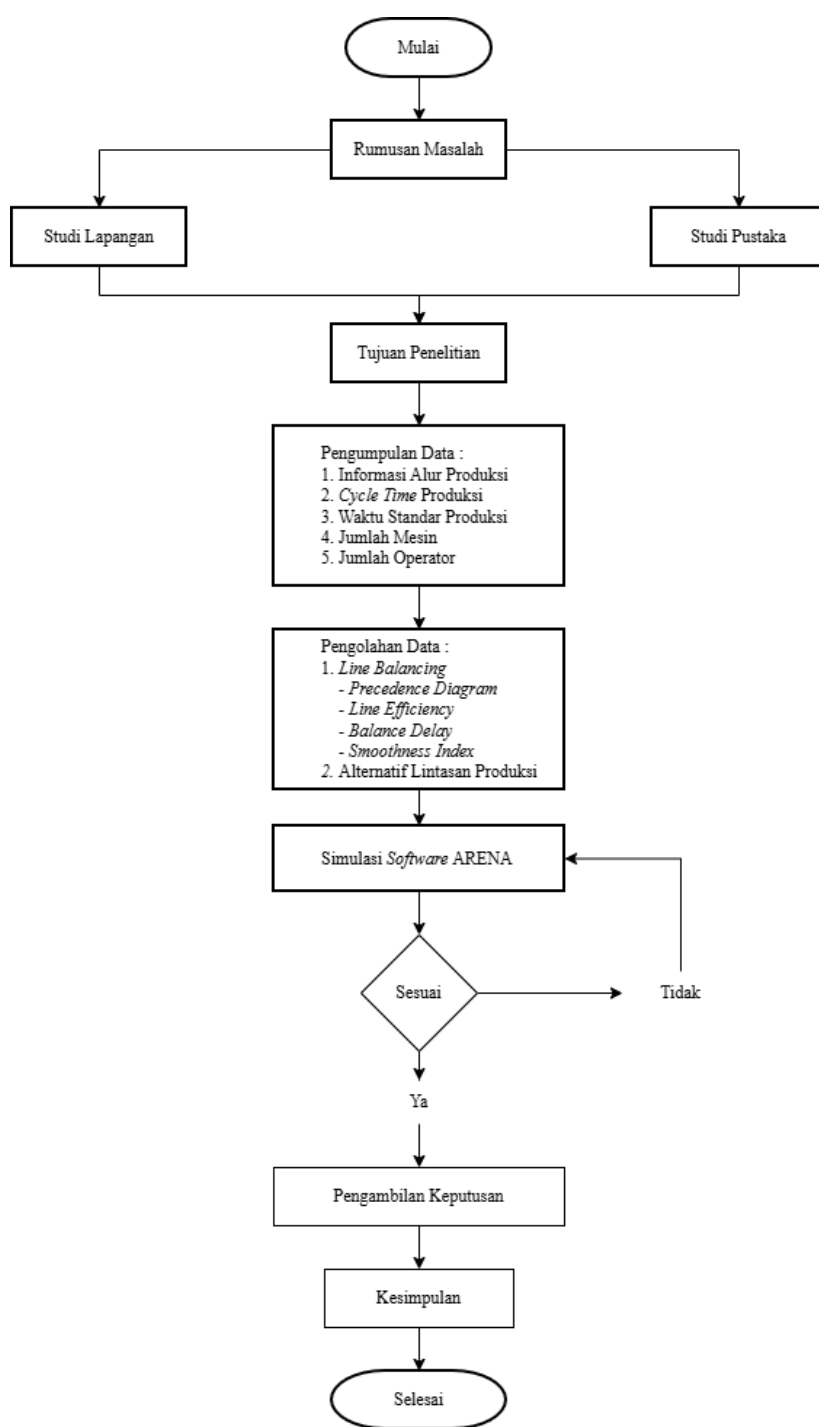 Mulai
Rumusan Masalah
Studi Lapangan
Studi Pustaka
Tujuan Penelitian
Pengumpulan Data :
1. Informasi Alur Produksi
2. Cycle Time Produksi
3. Waktu Standar Produksi
4. Jumlah Mesin
5. Jumlah Operator
Pengolahan Data :
1. Line Balancing
- Precedence Diagram
- Line Efficiency
- Balance Delay
- Smoothness Index
2. Alternatif Lintasan Produksi
Simulasi Software ARENA
Sesuai
Tidak
Ya
Pengambilan Keputusan
Kesimpulan
Selesai